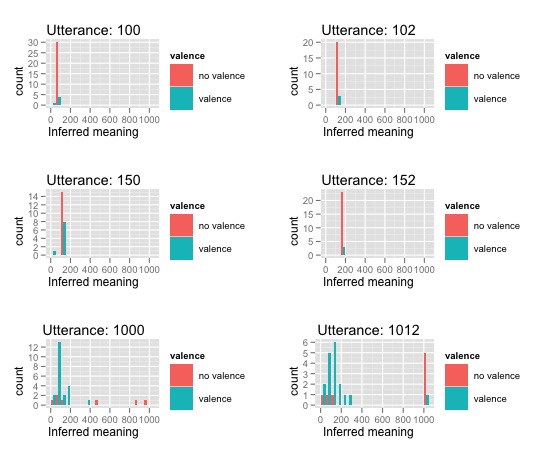 Utterance: 100
30
25
20
15
10
5
0
count
0 200 400 600 800 1000
Inferred meaning
valence
no valence
valence
Utterance: 102
20
15
10
5
0
count
0 200 400 600 800 1000
Inferred meaning
valence
no valence
valence
Utterance: 150
14
12
10
8
6
4
2
0
count
0 200 400 600 800 1000
Inferred meaning
valence
no valence
valence
Utterance: 152
20
15
10
5
0
count
0 200 400 600 800 1000
Inferred meaning
valence
no valence
valence
Utterance: 1000
12
10
8
6
4
2
0
count
0 200 400 600 800 1000
Inferred meaning
valence
no valence
valence
Utterance: 1012
6
5
4
3
2
1
0
count
0 200 400 600 800 1000
Inferred meaning
valence
no valence
valence